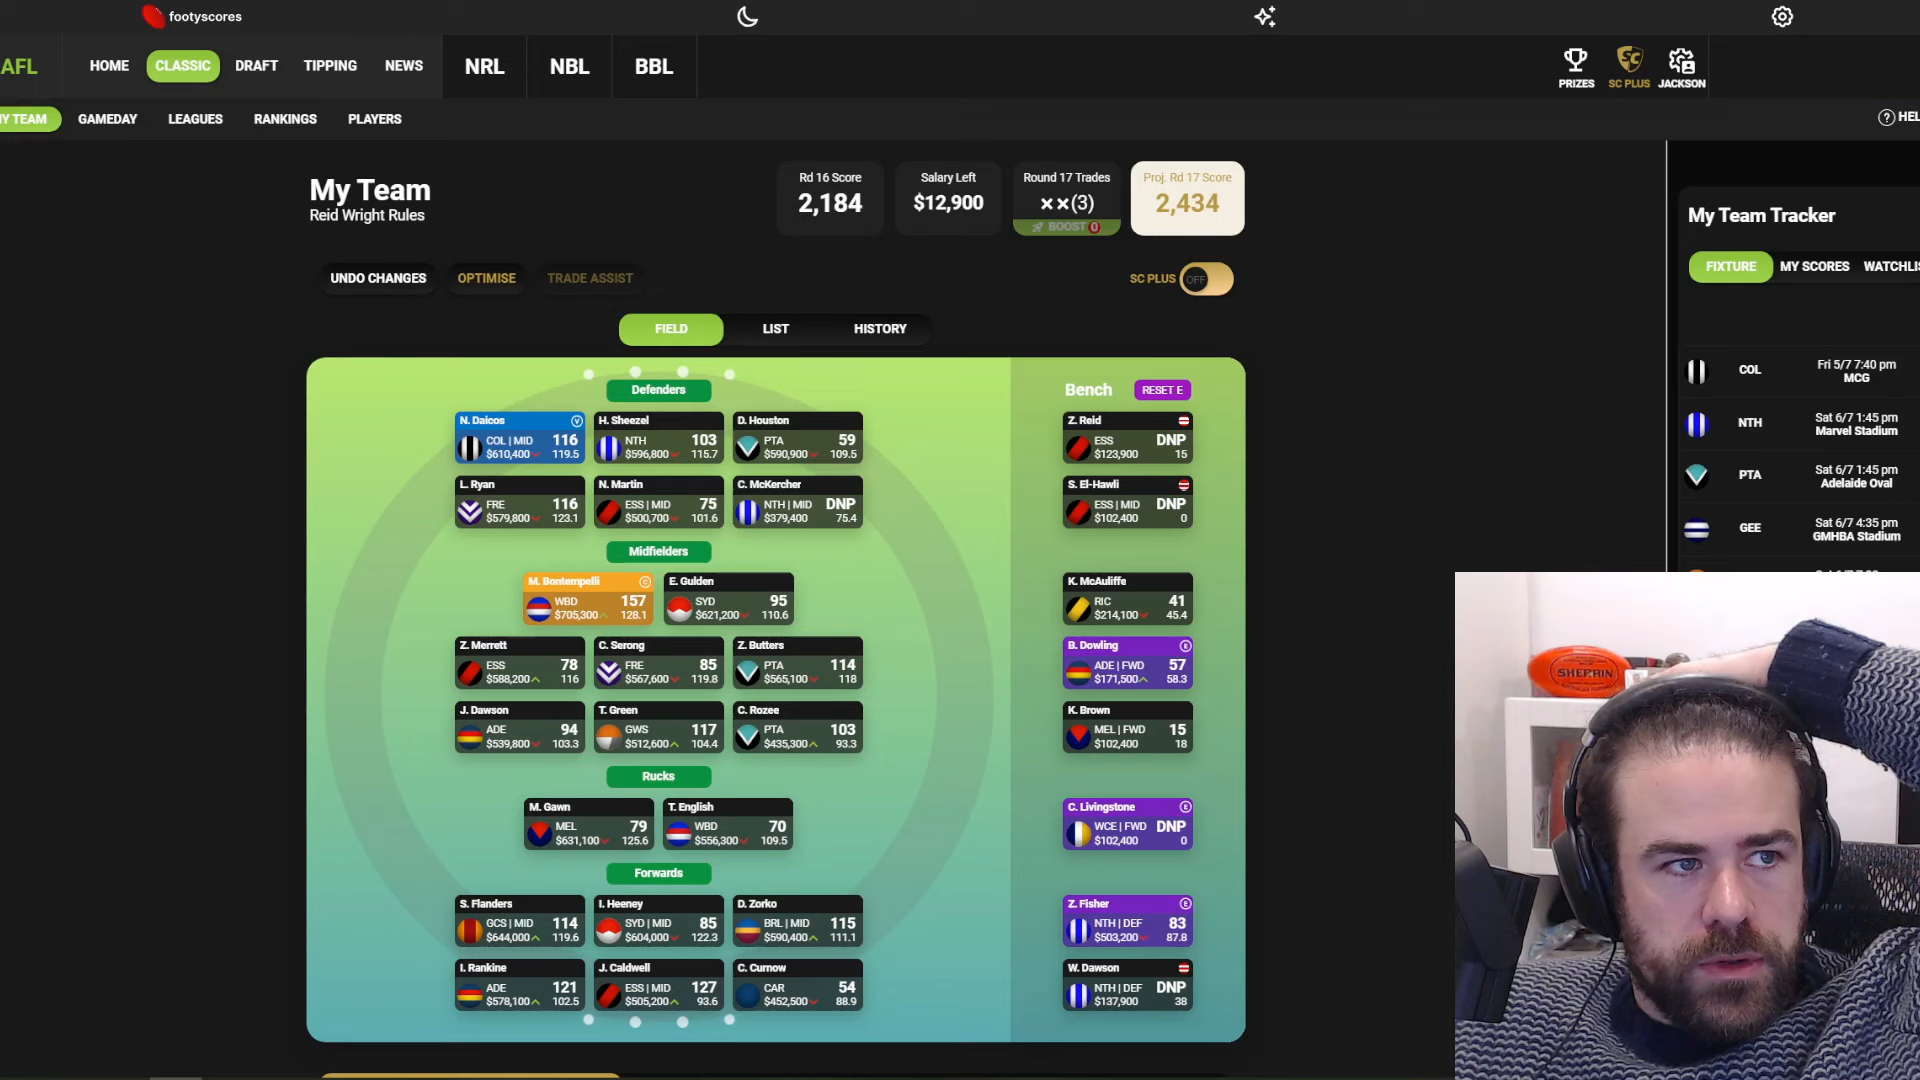 footyscores
AFL HOME CLASSIC DRAFT TIPPING NEWS NRL NBL BBL PRIZES SC PLUS JACKSON
MY TEAM GAMEDAY LEAGUES RANKINGS PLAYERS
My Team
Reid Wright Rules
Rd 16 Score
2,184
Salary Left
$12,900
Round 17 Trades
××(3)
BOOST 0
Proj. Rd 17 Score
2,434
UNDO CHANGES OPTIMISE TRADE ASSIST SC PLUS OFF
FIELD LIST HISTORY
Defenders
N. Daicos V
COL | MID 116
$610,400 119.5
H. Sheezel
NTH 103
$596,800 115.7
D. Houston
PTA 59
$590,900 109.5
L. Ryan
FRE 116
$579,800 123.1
N. Martin
ESS | MID 75
$500,700 101.6
C. McKercher
NTH | MID DNP
$379,400 75.4
Midfielders
M. Bontempelli C
WBD 157
$705,300 128.1
E. Gulden
SYD 95
$621,200 110.6
Z. Merrett
ESS 78
$588,200 116
C. Serong
FRE 85
$567,600 119.8
Z. Butters
PTA 114
$565,100 118
J. Dawson
ADE 94
$539,800 103.3
T. Green
GWS 117
$512,600 104.4
C. Rozee
PTA 103
$435,300 93.3
Rucks
M. Gawn
MEL 79
$631,100 125.6
T. English
WBD 70
$556,300 109.5
Forwards
S. Flanders
GCS | MID 114
$644,000 119.6
I. Heeney
SYD | MID 85
$604,000 122.3
D. Zorko
BRL | MID 115
$590,400 111.1
I. Rankine
ADE 121
$578,100 102.5
J. Caldwell
ESS | MID 127
$505,200 93.6
C. Curnow
CAR 54
$452,500 88.9
Bench RESET E
Z. Reid
ESS DNP
$123,900 15
S. El-Hawli
ESS | MID DNP
$102,400 0
K. McAuliffe
RIC 41
$214,100 45.4
B. Dowling E
ADE | FWD 57
$171,500 58.3
K. Brown
MEL | FWD 15
$102,400 18
C. Livingstone E
WCE | FWD DNP
$102,400 0
Z. Fisher E
NTH | DEF 83
$503,200 87.8
W. Dawson
NTH | DEF DNP
$137,900 38
? HEL
My Team Tracker
FIXTURE MY SCORES WATCHLIS
COL Fri 5/7 7:40 pm
MCG
NTH Sat 6/7 1:45 pm
Marvel Stadium
PTA Sat 6/7 1:45 pm
Adelaide Oval
GEE Sat 6/7 4:35 pm
GMHBA Stadium
SHERRIN